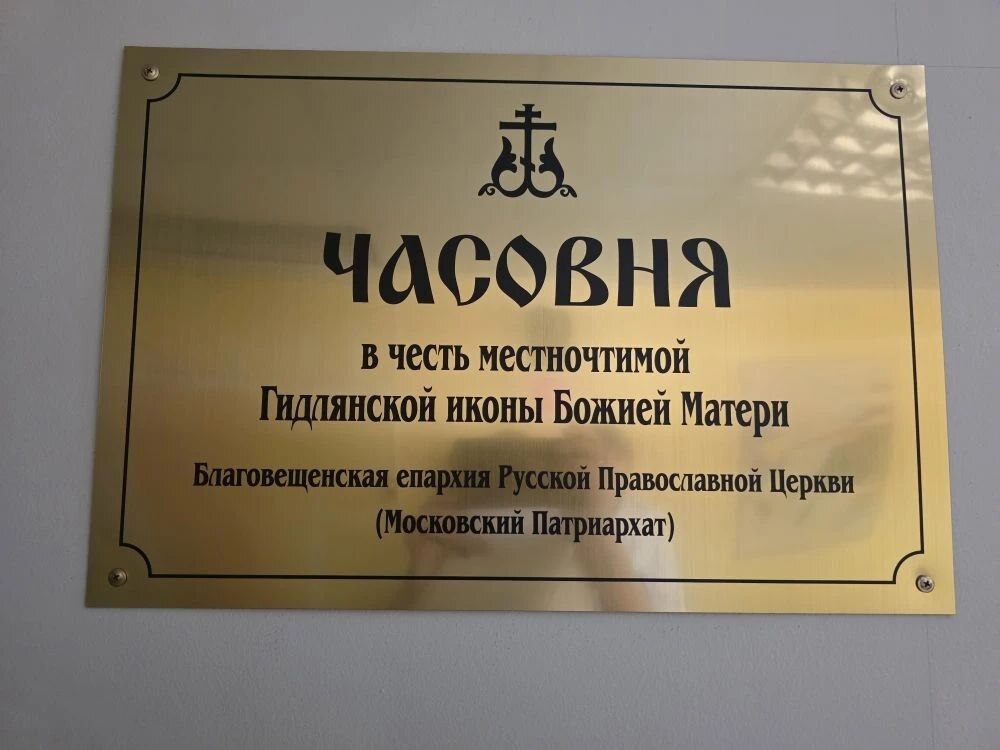 ЧАСОВНЯ
в честь местночтимой
Гидлянской иконы Божией Матери
Благовещенская епархия Русской Православной Церкви
(Московский Патриархат)